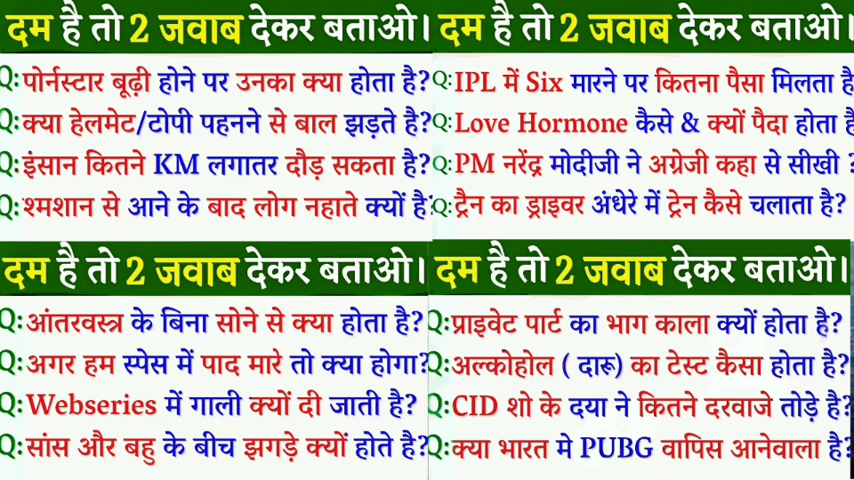 दम है तो 2 जवाब देकर बताओ।
Q:पोर्नस्टार बूढ़ी होने पर उनका क्या होता है?
Q:क्या हेलमेट/टोपी पहनने से बाल झड़ते है?
Q:इंसान कितने KM लगातर दौड़ सकता है?
Q:श्मशान से आने के बाद लोग नहाते क्यों है?
दम है तो 2 जवाब देकर बताओ।
Q:IPL में Six मारने पर कितना पैसा मिलता है
Q:Love Hormone कैसे & क्यों पैदा होता है
Q:PM नरेंद्र मोदीजी ने अग्रेजी कहा से सीखी ?
Q:ट्रैन का ड्राइवर अंधेरे में ट्रेन कैसे चलाता है?
दम है तो 2 जवाब देकर बताओ।
Q:आंतरवस्त्र के बिना सोने से क्या होता है?
Q:अगर हम स्पेस में पाद मारे तो क्या होगा?
Q:Webseries में गाली क्यों दी जाती है?
Q:सांस और बहु के बीच झगड़े क्यों होते है?
दम है तो 2 जवाब देकर बताओ।
Q:प्राइवेट पार्ट का भाग काला क्यों होता है?
Q:अल्कोहोल ( दारू) का टेस्ट कैसा होता है?
Q:CID शो के दया ने कितने दरवाजे तोड़े है?
Q:क्या भारत मे PUBG वापिस आनेवाला है?